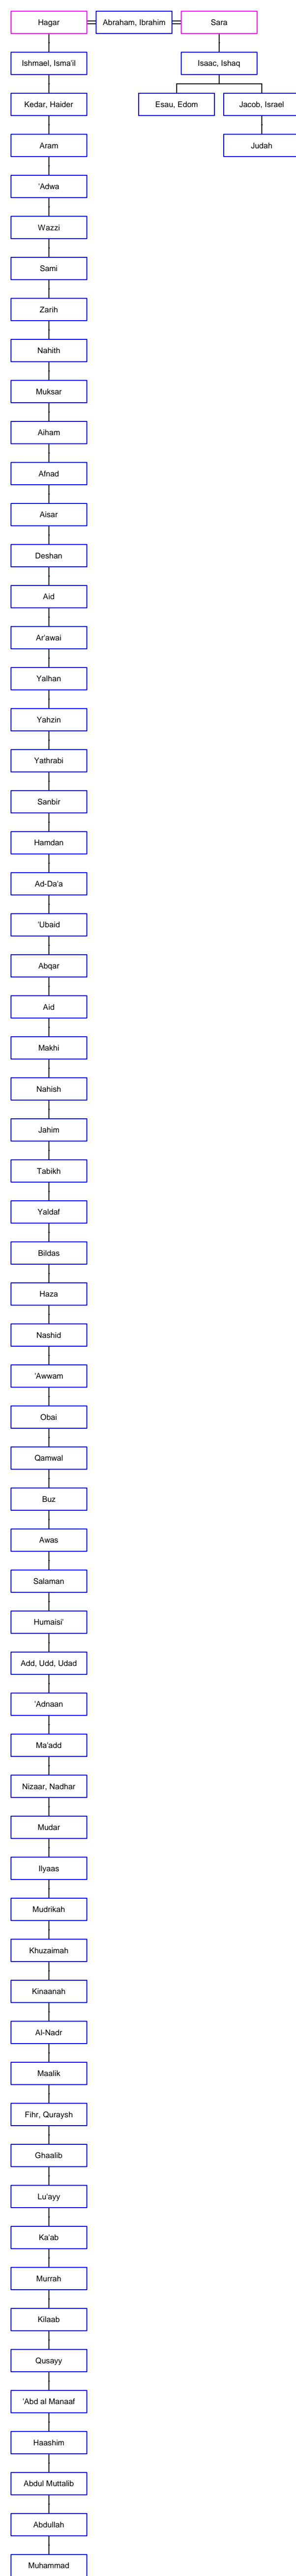 Hagar
Abraham, Ibrahim
Sara
Ishmael, Isma'il
Isaac, Ishaq
Kedar, Haider
Esau, Edom
Jacob, Israel
Aram
Judah
'Adwa
Wazzi
Sami
Zarih
Nahith
Muksar
Aiham
Afnad
Aisar
Deshan
Aid
Ar'awai
Yalhan
Yahzin
Yathrabi
Sanbir
Hamdan
Ad-Da'a
'Ubaid
Abqar
Aid
Makhi
Nahish
Jahim
Tabikh
Yaldaf
Bildas
Haza
Nashid
'Awwam
Obai
Qamwal
Buz
Awas
Salaman
Humaisi'
Add, Udd, Udad
'Adnaan
Ma'add
Nizaar, Nadhar
Mudar
Ilyaas
Mudrikah
Khuzaimah
Kinaanah
Al-Nadr
Maalik
Fihr, Quraysh
Ghaalib
Lu'ayy
Ka'ab
Murrah
Kilaab
Qusayy
'Abd al Manaaf
Haashim
Abdul Muttalib
Abdullah
Muhammad